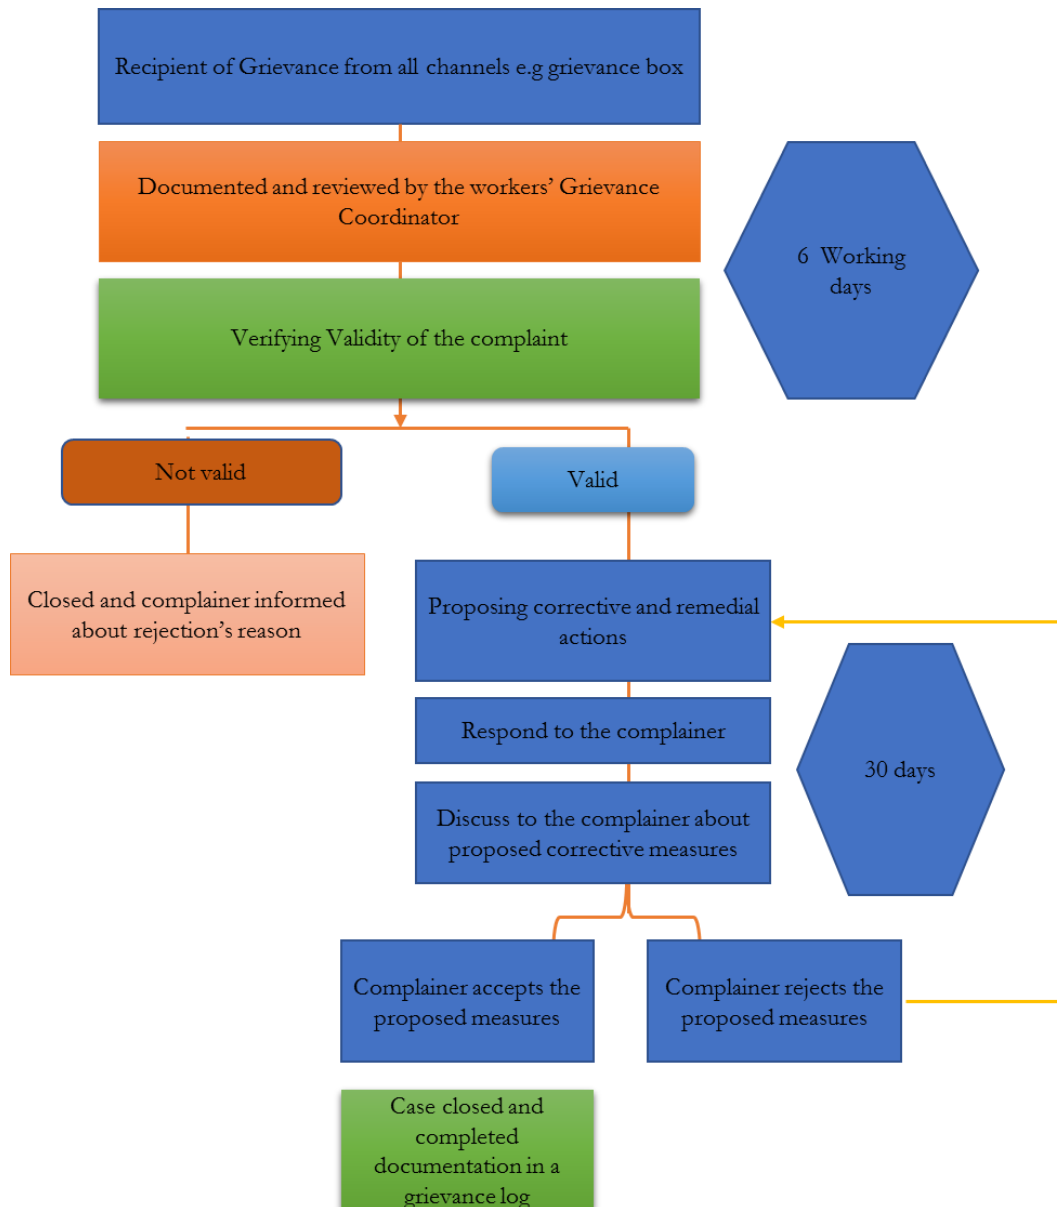 Recipient of Grievance from all channels e.g grievance box
Documented and reviewed by the workers’ Grievance
Coordinator
6 Working
days
Verifying Validity of the complaint
Not valid
Valid
Closed and complainer informed
about rejection’s reason
Proposing corrective and remedial
actions
Respond to the complainer
30 days
Discuss to the complainer about
proposed corrective measures
Complainer accepts the
proposed measures
Complainer rejects the
proposed measures
Case closed and
completed
documentation in a
grievance log